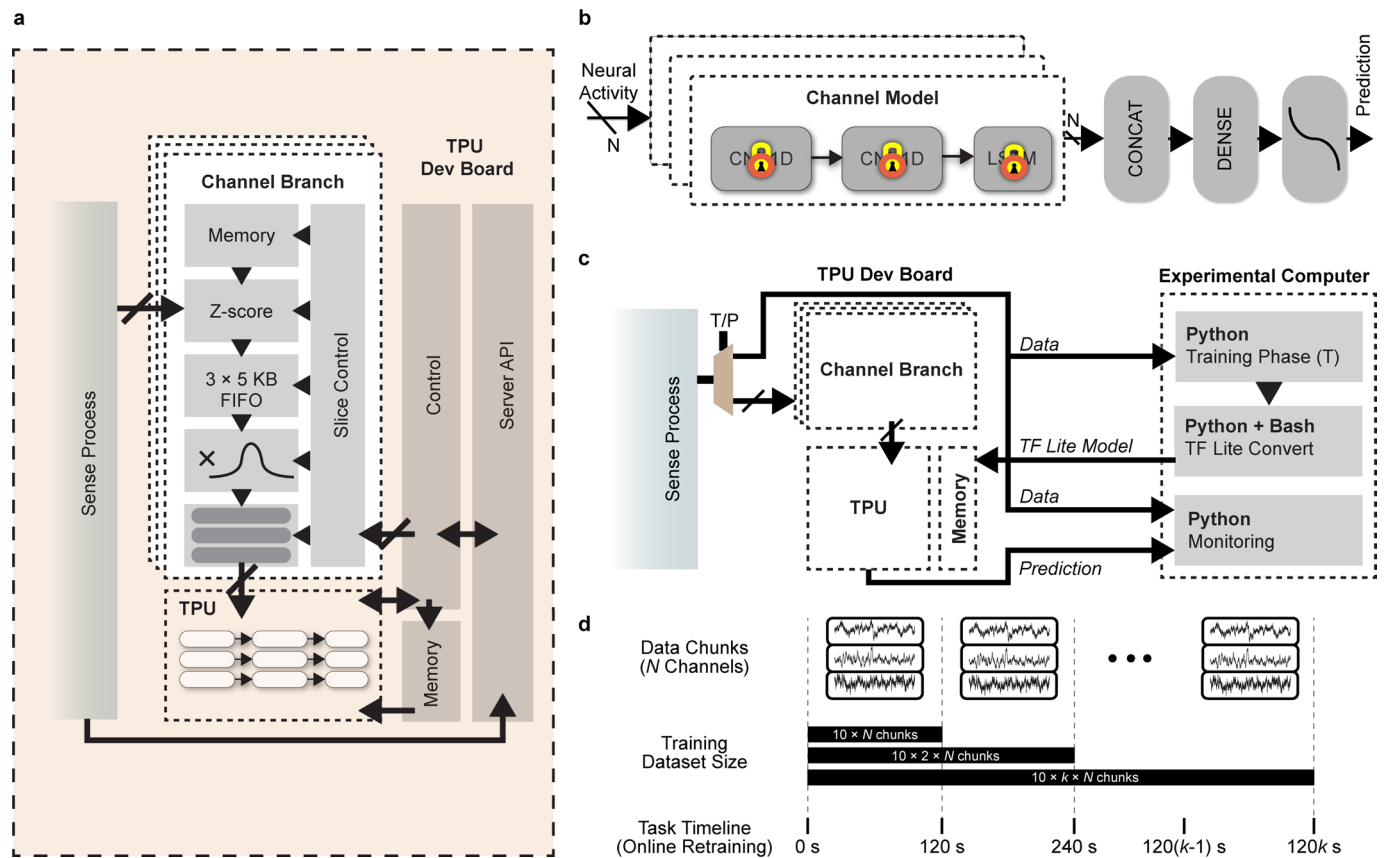 a
TPU
Dev Board
Channel Branch
Sense Process
Memory
Z-score
3 × 5 KB
FIFO
×
Slice Control
Control
Server API
TPU
Memory
b
Neural
Activity
N
Channel Model
N
CONCAT
DENSE
Prediction
c
TPU Dev Board
Experimental Computer
Sense Process
T/P
Channel Branch
Data
Python
Training Phase (T)
Python + Bash
TF Lite Convert
TF Lite Model
TPU
Memory
Data
Python
Monitoring
Prediction
d
Data Chunks
(N Channels)
Training
Dataset Size
10 × N chunks
10 × 2 × N chunks
10 × k × N chunks
Task Timeline
(Online Retraining)
0 s
120 s
240 s
120(k-1) s
120k s